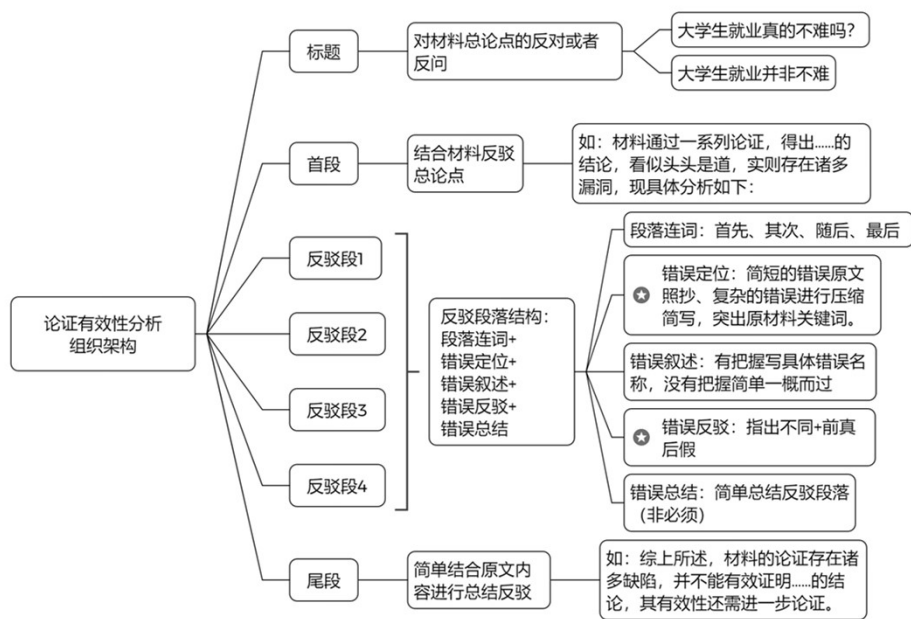 论证有效性分析
组织架构
标题
对材料总论点的反对或者
反问
大学生就业真的不难吗？
大学生就业并非不难
首段
结合材料反驳
总论点
如：材料通过一系列论证，得出……的
结论，看似头头是道，实则存在诸多
漏洞，现具体分析如下：
反驳段1
反驳段2
反驳段3
反驳段4
反驳段落结构：
段落连词+
错误定位+
错误叙述+
错误反驳+
错误总结
段落连词：首先、其次、随后、最后
错误定位：简短的错误原文
照抄、复杂的错误进行压缩
简写，突出原材料关键词。
错误叙述：有把握写具体错误名
称，没有把握简单一概而过
错误反驳：指出不同+前真
后假
错误总结：简单总结反驳段落
（非必须）
尾段
简单结合原文内
容进行总结反驳
如：综上所述，材料的论证存在诸
多缺陷，并不能有效证明……的结
论，其有效性还需进一步论证。